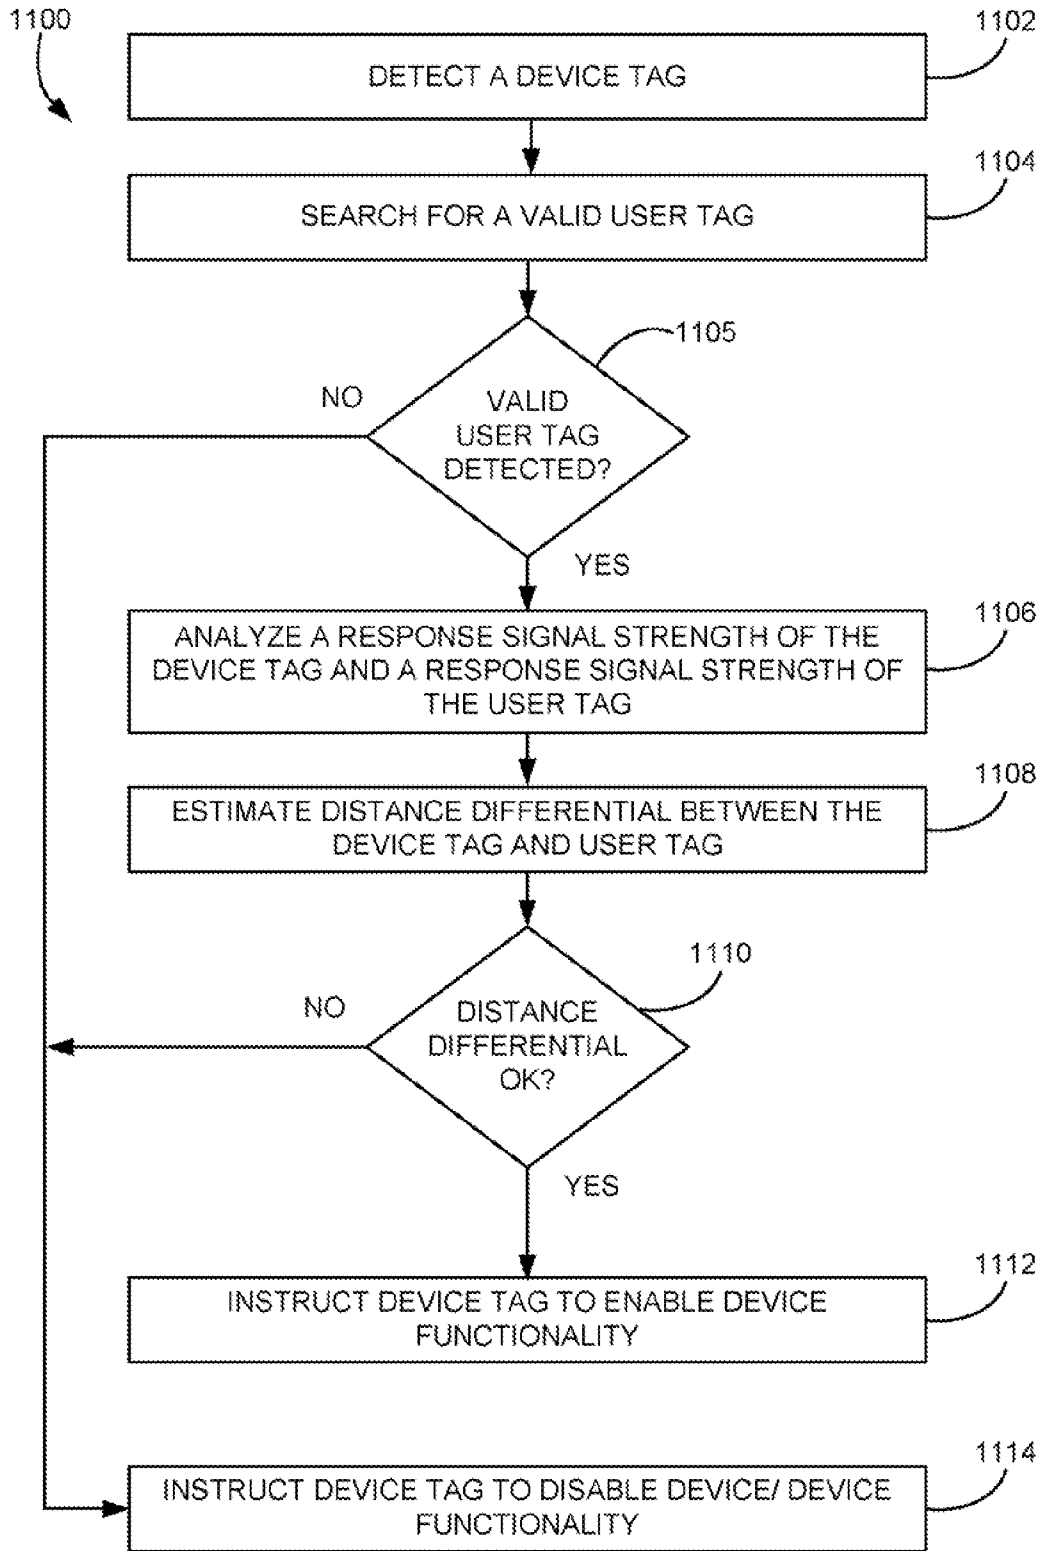 1100
1102
DETECT A DEVICE TAG
1104
SEARCH FOR A VALID USER TAG
1105
NO
VALID
USER TAG
DETECTED?
YES
1106
ANALYZE A RESPONSE SIGNAL STRENGTH OF THE
DEVICE TAG AND A RESPONSE SIGNAL STRENGTH OF
THE USER TAG
1108
ESTIMATE DISTANCE DIFFERENTIAL BETWEEN THE
DEVICE TAG AND USER TAG
1110
NO
DISTANCE
DIFFERENTIAL
OK?
YES
1112
INSTRUCT DEVICE TAG TO ENABLE DEVICE
FUNCTIONALITY
1114
INSTRUCT DEVICE TAG TO DISABLE DEVICE/ DEVICE
FUNCTIONALITY